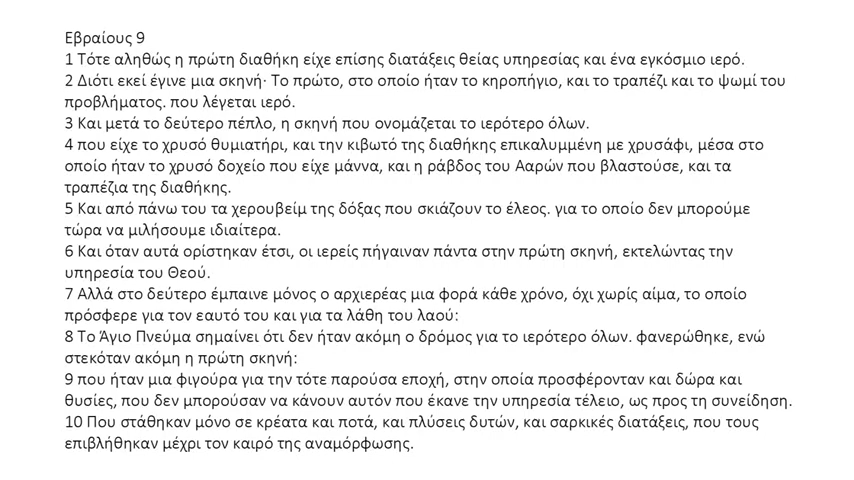 Εβραίους 9
1 Τότε αληθώς η πρώτη διαθήκη είχε επίσης διατάξεις θείας υπηρεσίας και ένα εγκόσμιο ιερό.
2 Διότι εκεί έγινε μια σκηνή· Το πρώτο, στο οποίο ήταν το κηροπήγιο, και το τραπέζι και το ψωμί του
προβλήματος. που λέγεται ιερό.
3 Και μετά το δεύτερο πέπλο, η σκηνή που ονομάζεται το ιερότερο όλων.
4 που είχε το χρυσό θυμιατήρι, και την κιβωτό της διαθήκης επικαλυμμένη με χρυσάφι, μέσα στο
οποίο ήταν το χρυσό δοχείο που είχε μάννα, και η ράβδος του Ααρών που βλαστούσε, και τα
τραπέζια της διαθήκης.
5 Και από πάνω του τα χερουβείμ της δόξας που σκιάζουν το έλεος. για το οποίο δεν μπορούμε
τώρα να μιλήσουμε ιδιαίτερα.
6 Και όταν αυτά ορίστηκαν έτσι, οι ιερείς πήγαιναν πάντα στην πρώτη σκηνή, εκτελώντας την
υπηρεσία του Θεού.
7 Αλλά στο δεύτερο έμπαινε μόνος ο αρχιερέας μια φορά κάθε χρόνο, όχι χωρίς αίμα, το οποίο
πρόσφερε για τον εαυτό του και για τα λάθη του λαού:
8 Το Άγιο Πνεύμα σημαίνει ότι δεν ήταν ακόμη ο δρόμος για το ιερότερο όλων. φανερώθηκε, ενώ
στεκόταν ακόμη η πρώτη σκηνή:
9 που ήταν μια φιγούρα για την τότε παρούσα εποχή, στην οποία προσφέρονταν και δώρα και
θυσίες, που δεν μπορούσαν να κάνουν αυτόν που έκανε την υπηρεσία τέλειο, ως προς τη συνείδηση.
10 Που στάθηκαν μόνο σε κρέατα και ποτά, και πλύσεις δυτών, και σαρκικές διατάξεις, που τους
επιβλήθηκαν μέχρι τον καιρό της αναμόρφωσης.